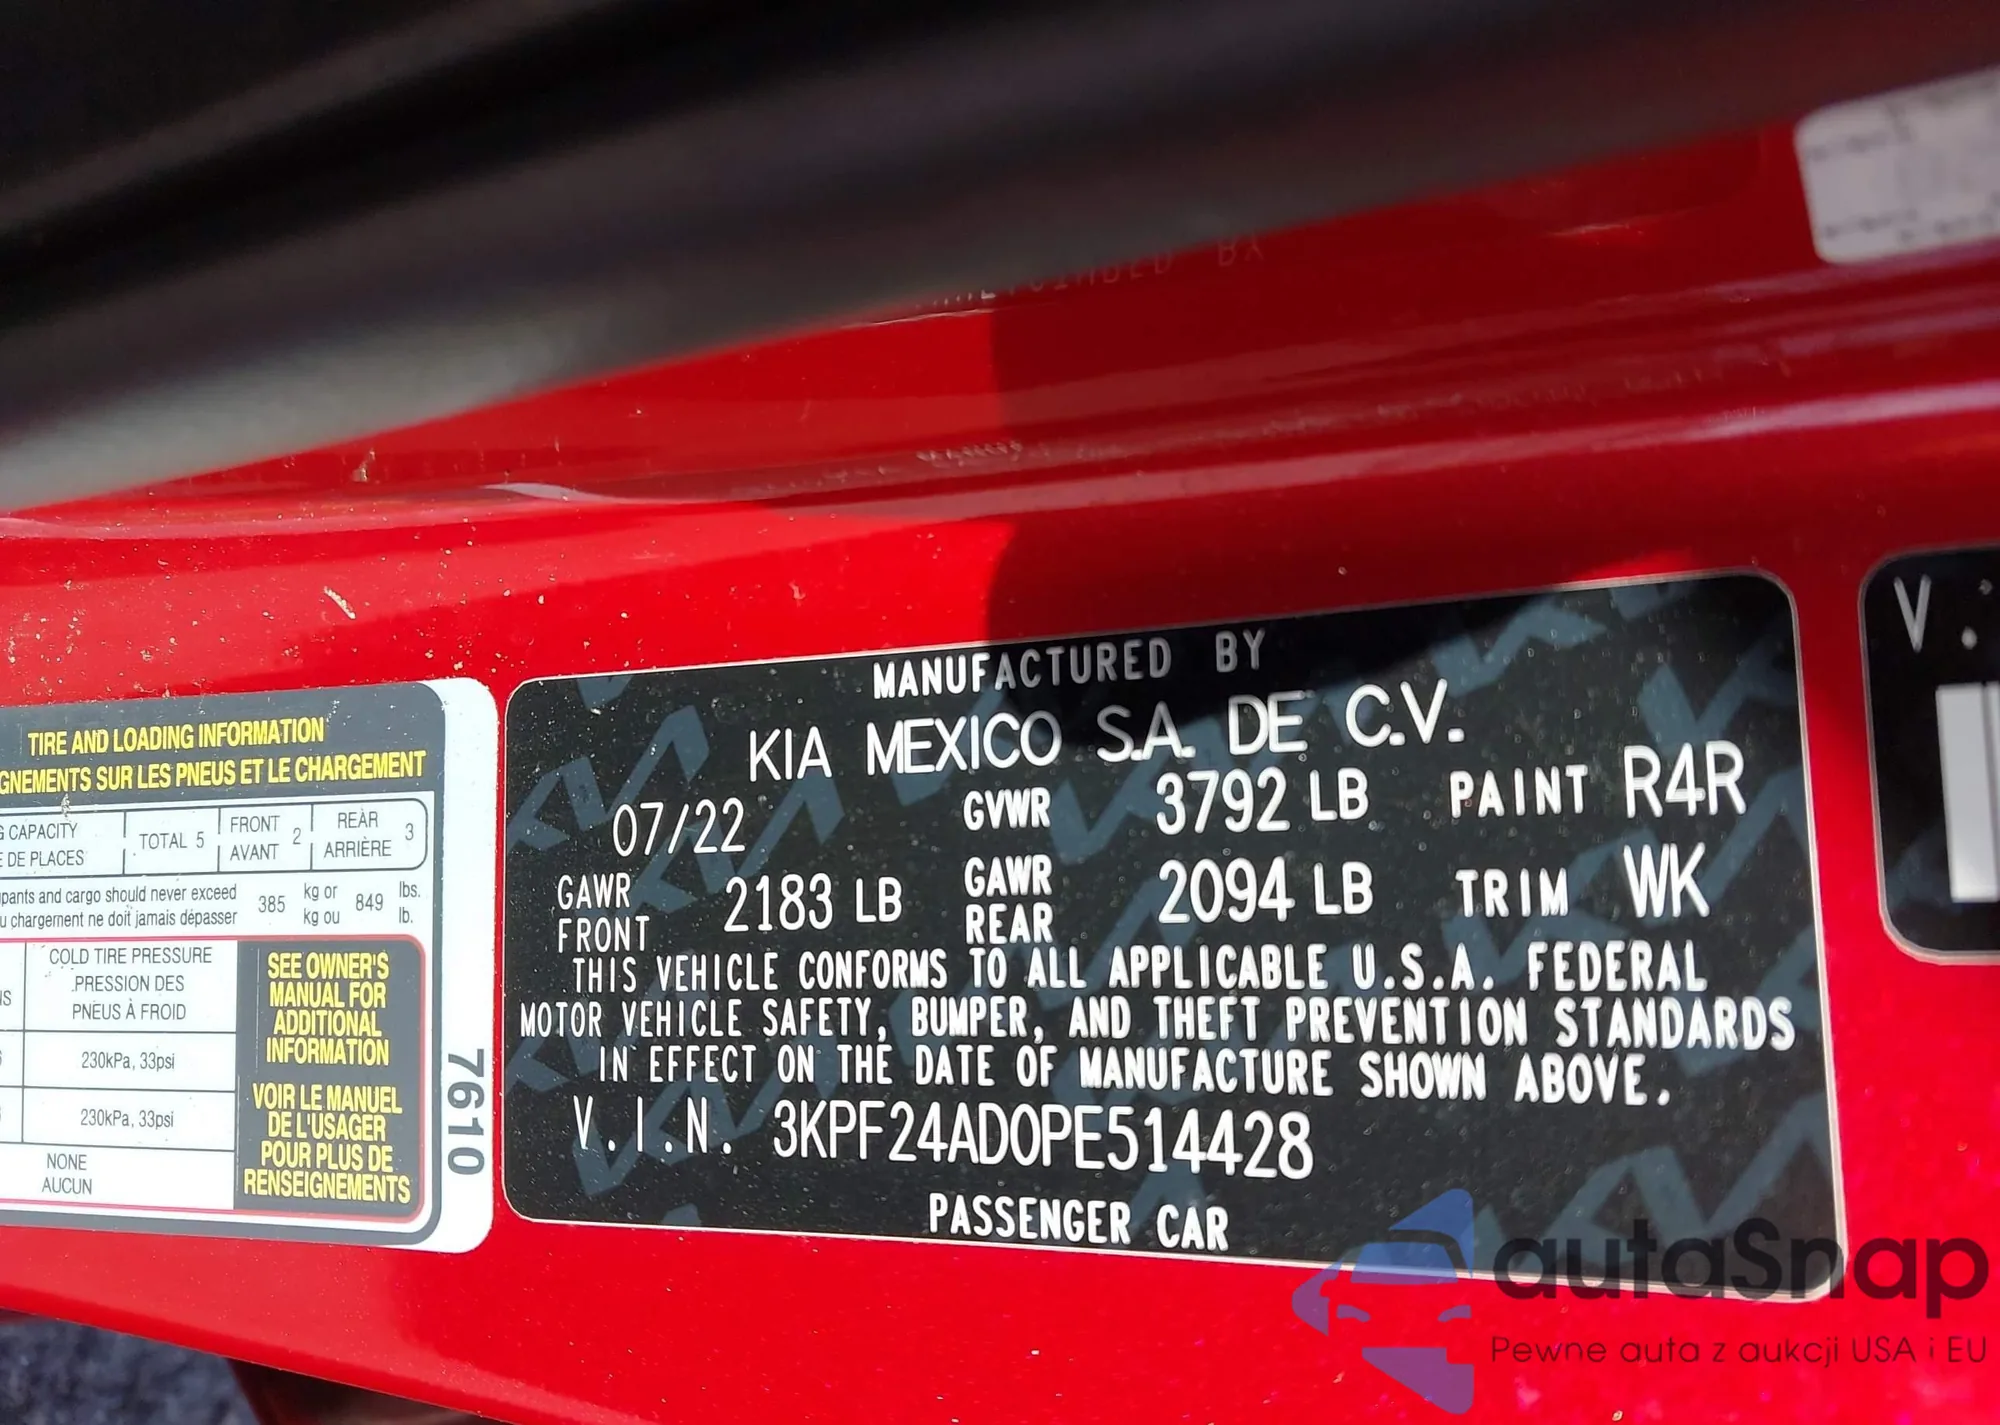 TIRE AND LOADING INFORMATION
GNEMENTS SUR LES PNEUS ET LE CHARGEMENT
G CAPACITY
E DE PLACES
TOTAL 5
FRONT
AVANT
2
REAR
ARRIÈRE
3
pants and cargo should never exceed
u chargement ne doit jamais dépasser
385
kg or
kg ou
849
lbs.
lb.
COLD TIRE PRESSURE
PRESSION DES
PNEUS À FROID
230kPa, 33psi
230kPa, 33psi
NONE
AUCUN
SEE OWNER'S
MANUAL FOR
ADDITIONAL
INFORMATION
VOIR LE MANUEL
DE L'USAGER
POUR PLUS DE
RENSEIGNEMENTS
7610
MANUFACTURED BY
KIA MEXICO S.A. DE C.V.
07/22 GVWR 3792 LB PAINT R4R
GAWR FRONT 2183 LB GAWR REAR 2094 LB TRIM WK
THIS VEHICLE CONFORMS TO ALL APPLICABLE U.S.A. FEDERAL
MOTOR VEHICLE SAFETY, BUMPER, AND THEFT PREVENTION STANDARDS
IN EFFECT ON THE DATE OF MANUFACTURE SHOWN ABOVE.
V.I.N. 3KPF24AD0PE514428
PASSENGER CAR
V.
autaSnap
Pewne auta z aukcji USA i EU